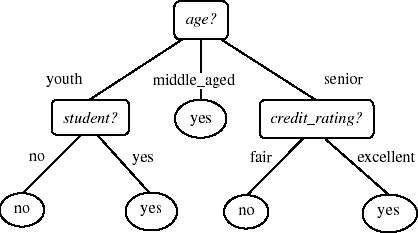 age?
youth
middle_aged
senior
student?
yes
credit_rating?
no
yes
fair
excellent
no
yes
no
yes